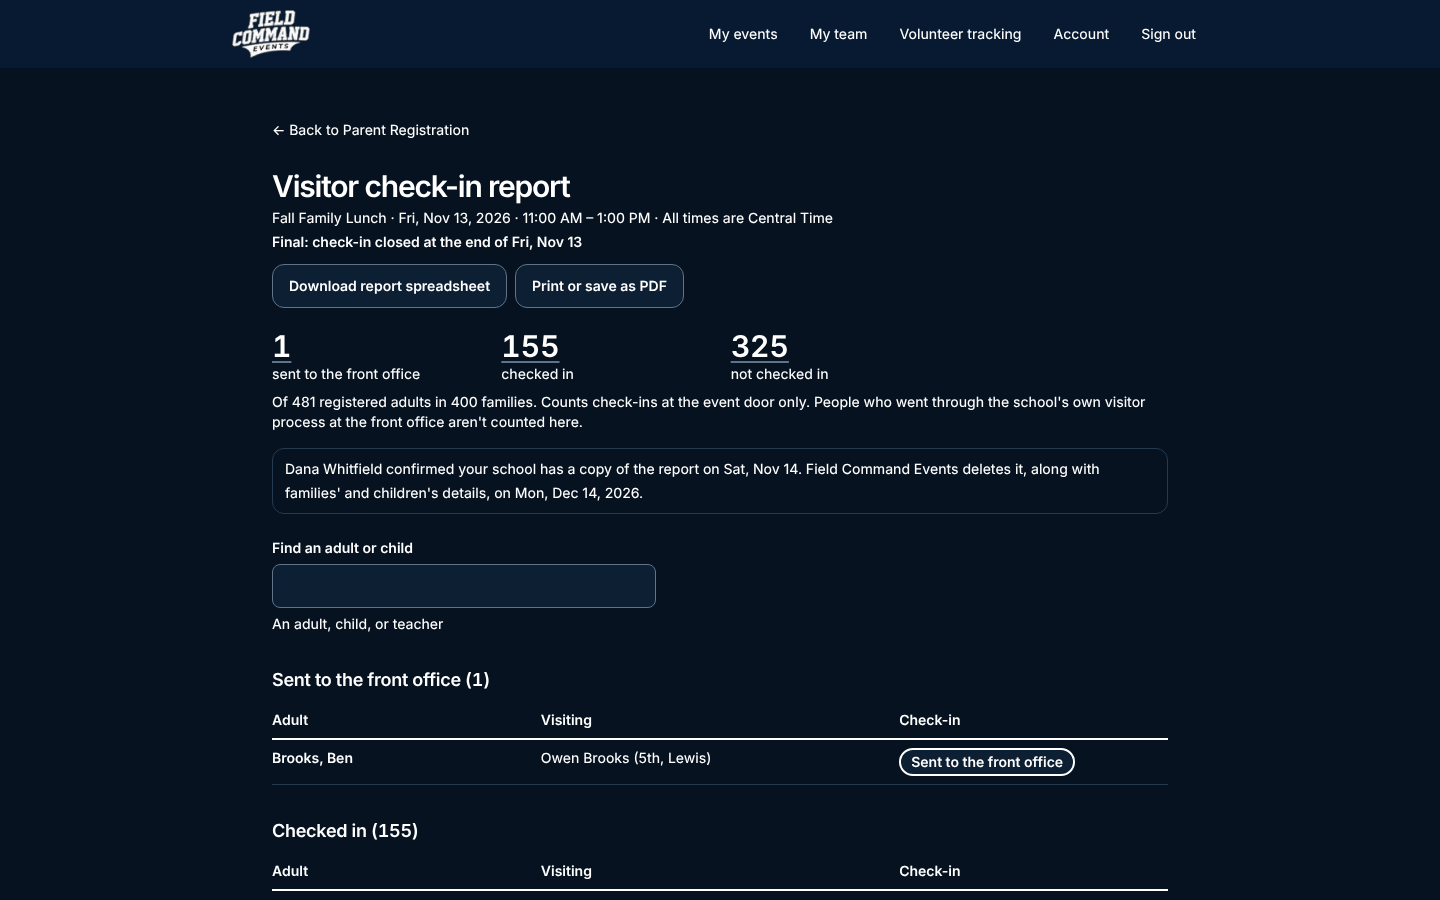 FIELD
COMMAND
EVENTS
My events
My team
Volunteer tracking
Account
Sign out
← Back to Parent Registration
Visitor check-in report
Fall Family Lunch · Fri, Nov 13, 2026 · 11:00 AM – 1:00 PM · All times are Central Time
Final: check-in closed at the end of Fri, Nov 13
Download report spreadsheet
Print or save as PDF
1
sent to the front office
155
checked in
325
not checked in
Of 481 registered adults in 400 families. Counts check-ins at the event door only. People who went through the school's own visitor
process at the front office aren't counted here.
Dana Whitfield confirmed your school has a copy of the report on Sat, Nov 14. Field Command Events deletes it, along with
families' and children's details, on Mon, Dec 14, 2026.
Find an adult or child
An adult, child, or teacher
Sent to the front office (1)
Adult
Visiting
Check-in
Brooks, Ben
Owen Brooks (5th, Lewis)
Sent to the front office
Checked in (155)
Adult
Visiting
Check-in